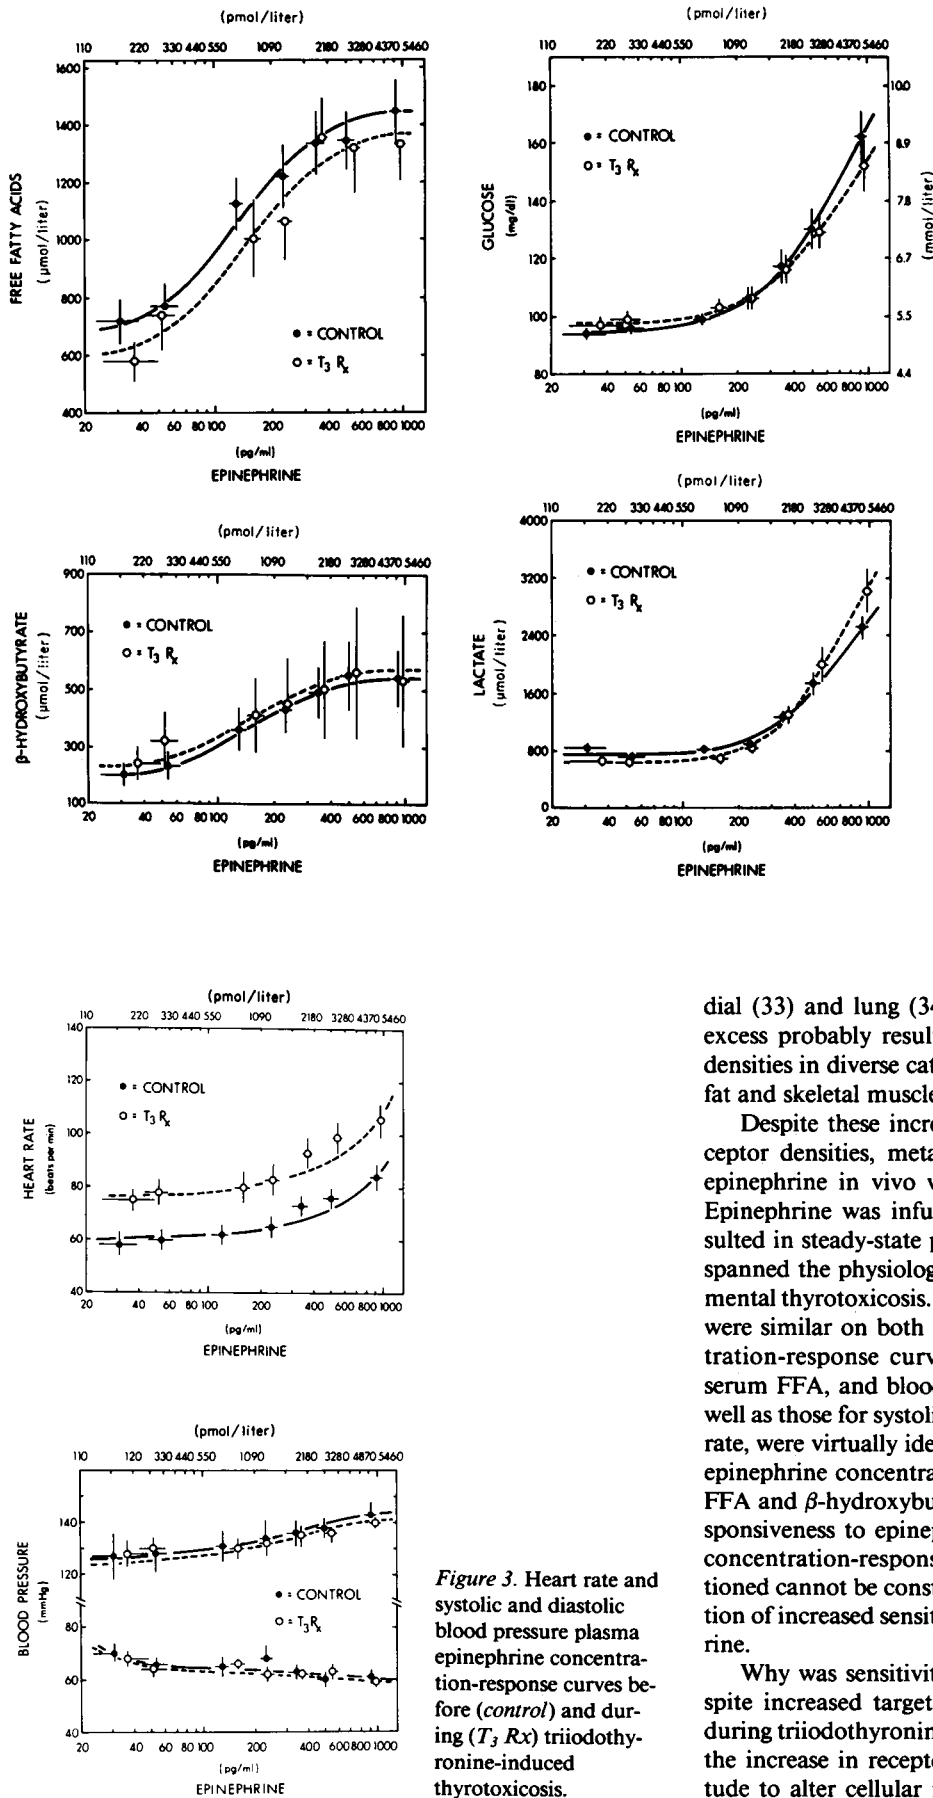 (pmol/liter)
110 220 330 440 550 1090 2180 3280 4370 5460
1600
1400
1200
1000
800
600
400
FREE FATTY ACIDS
(μmol/liter)
● = CONTROL
○ = T3 Rx
20 40 60 80 100 200 400 600 800 1000
(pg/ml)
EPINEPHRINE
(pmol/liter)
110 220 330 440 550 1090 2180 3280 4370 5460
180
160
140
120
100
80
GLUCOSE
(mg/dl)
● = CONTROL
○ = T3 Rx
10.0
8.9
7.8
6.7
5.5
4.4
(mmol/liter)
20 40 60 80 100 200 400 600 800 1000
(pg/ml)
EPINEPHRINE
(pmol/liter)
110 220 330 440 550 1090 2180 3280 4370 5460
900
700
500
300
100
β-HYDROXYBUTYRATE
(μmol/liter)
● = CONTROL
○ = T3 Rx
20 40 60 80 100 200 400 600 800 1000
(pg/ml)
EPINEPHRINE
(pmol/liter)
110 220 330 440 550 1090 2180 3280 4370 5460
4000
3200
2400
1600
800
0
LACTATE
(μmol/liter)
● = CONTROL
○ = T3 Rx
20 40 60 80 100 200 400 600 800 1000
(pg/ml)
EPINEPHRINE
(pmol/liter)
110 220 330 440 550 1090 2180 3280 4370 5460
140
120
100
80
60
40
HEART RATE
(beats per min)
● = CONTROL
○ = T3 Rx
20 40 60 80 100 200 400 600 800 1000
(pg/ml)
EPINEPHRINE
(pmol/liter)
110 220 330 440 550 1090 2180 3280 4870 5460
140
120
80
60
40
BLOOD PRESSURE
(mmHg)
● = CONTROL
○ = T3Rx
20 40 60 80 100 200 400 600 800 1000
(pg/ml)
EPINEPHRINE
Figure 3. Heart rate and
systolic and diastolic
blood pressure plasma
epinephrine concentra-
tion-response curves be-
fore (control) and dur-
ing (T3 Rx) triiodothy-
ronine-induced
thyrotoxicosis.
dial (33) and lung (34
excess probably resul
densities in diverse cat
fat and skeletal muscle
Despite these incre
ceptor densities, meta
epinephrine in vivo v
Epinephrine was infu
sulted in steady-state p
spanned the physiolog
mental thyrotoxicosis.
were similar on both
tration-response curv
serum FFA, and bloo
well as those for systoli
rate, were virtually ide
epinephrine concentra
FFA and β-hydroxybu
sponsiveness to epinep
concentration-respons
tioned cannot be const
tion of increased sensit
rine.
Why was sensitivit
spite increased target
during triiodothyronin
the increase in recepto
tude to alter cellular